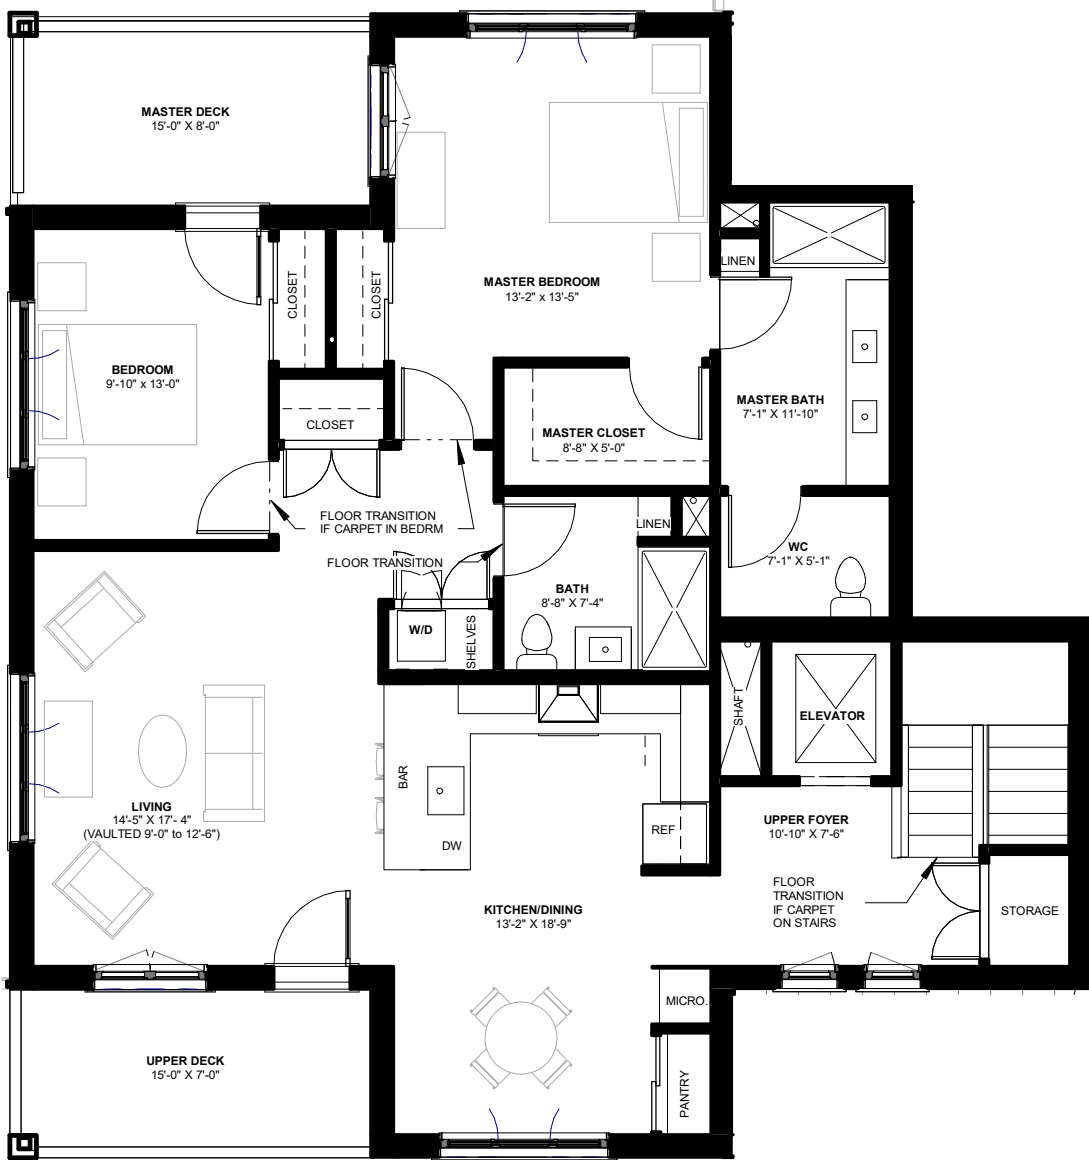 MASTER DECK
15'-0" X 8'-0"
MASTER BEDROOM
13'-2" x 13'-5"
LINEN
CLOSET
CLOSET
BEDROOM
9'-10" x 13'-0"
MASTER BATH
7'-1" X 11'-10"
CLOSET
MASTER CLOSET
8'-8" X 5'-0"
FLOOR TRANSITION
IF CARPET IN BEDRM
LINEN
FLOOR TRANSITION
WC
7'-1" X 5'-1"
BATH
8'-8" X 7'-4"
W/D
SHELVES
SHAFT
ELEVATOR
BAR
LIVING
14'-5" X 17'- 4"
(VAULTED 9'-0" to 12'-6")
DW
REF
UPPER FOYER
10'-10" X 7'-6"
FLOOR
TRANSITION
IF CARPET
ON STAIRS
STORAGE
KITCHEN/DINING
13'-2" X 18'-9"
MICRO.
UPPER DECK
15'-0" X 7'-0"
PANTRY